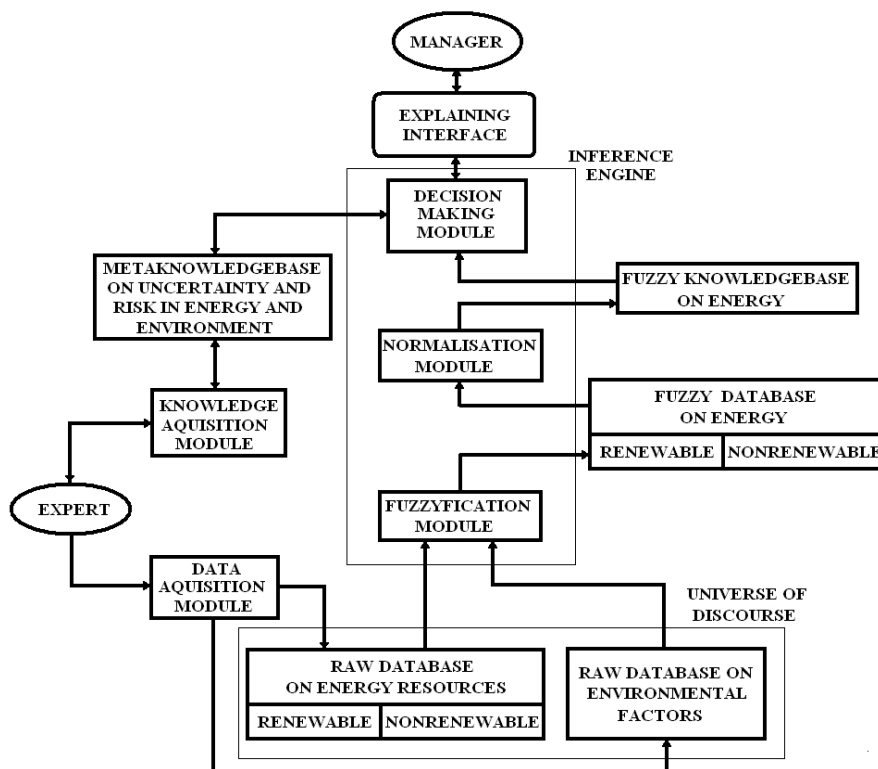 MANAGER
EXPLAINING
INTERFACE
INFERENCE
ENGINE
DECISION
MAKING
MODULE
METAKNOWLEDGEBASE
ON UNCERTAINTY AND
RISK IN ENERGY AND
ENVIRONMENT
FUZZY KNOWLEDGEBASE
ON ENERGY
NORMALISATION
MODULE
KNOWLEDGE
AQUISITION
MODULE
FUZZY DATABASE
ON ENERGY
RENEWABLE
NONRENEWABLE
EXPERT
FUZZYFICATION
MODULE
DATA
AQUISITION
MODULE
UNIVERSE OF
DISCOURSE
RAW DATABASE
ON ENERGY RESOURCES
RENEWABLE
NONRENEWABLE
RAW DATABASE ON
ENVIRONMENTAL
FACTORS